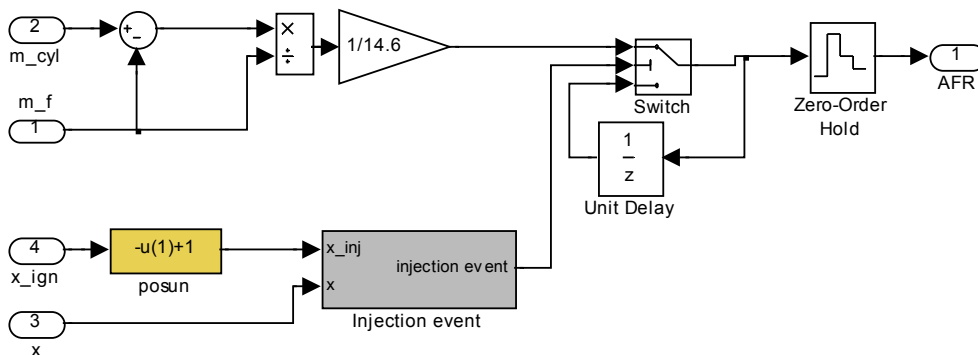 2
m_cyl
+
-
×
÷
1/14.6
m_f
1
Switch
Zero-Order
Hold
1
AFR
1
z
Unit Delay
4
x_ign
-u(1)+1
posun
x_inj
x
injection event
Injection event
3
x